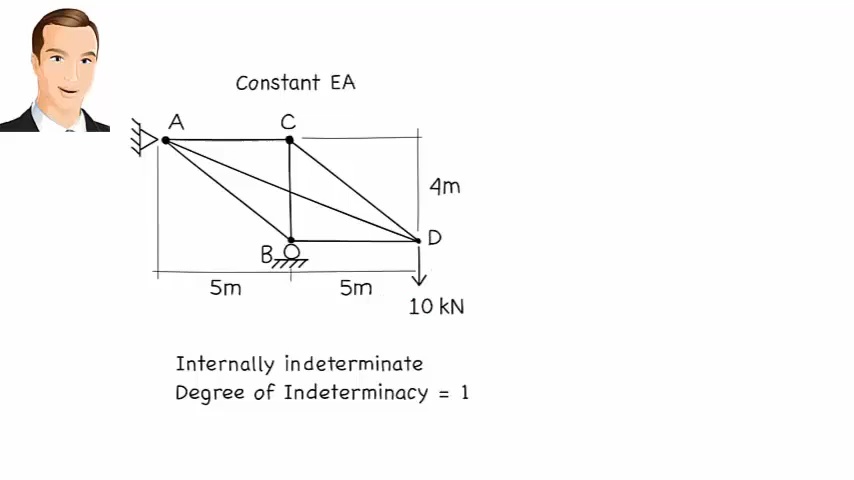 Constant EA
A
C
4m
B
D
5m
5m
10 kN
Internally indeterminate
Degree of Indeterminacy = 1